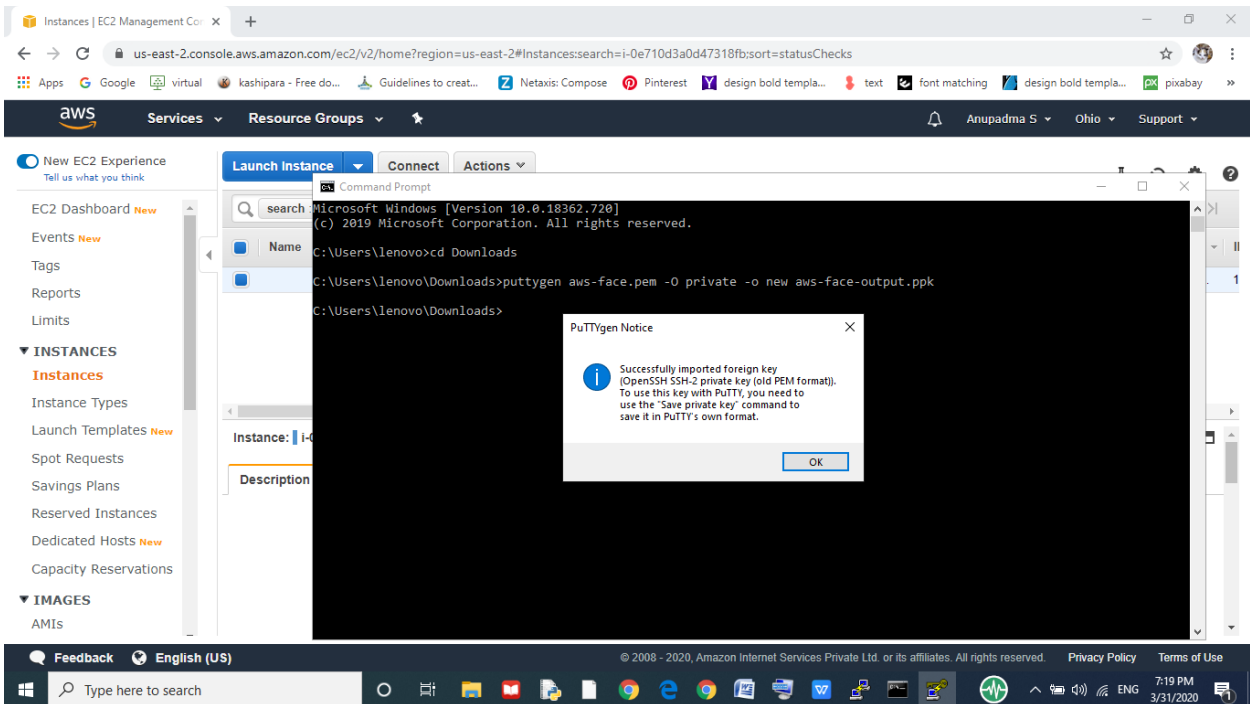 Instances | EC2 Management Cor
us-east-2.console.aws.amazon.com/ec2/v2/home?region=us-east-2#Instances:search=i-0e710d3a0d47318fb;sort=statusChecks
Apps Google virtual kashipara - Free do... Guidelines to creat... Netaxis: Compose Pinterest design bold templa... text font matching design bold templa... pixabay »
aws Services Resource Groups Anupadma S Ohio Support
New EC2 Experience
Tell us what you think
Launch Instance Connect Actions
EC2 Dashboard New
Events New
Tags
Reports
Limits
INSTANCES
Instances
Instance Types
Launch Templates New
Spot Requests
Savings Plans
Reserved Instances
Dedicated Hosts New
Capacity Reservations
IMAGES
AMIs
search
Name
1
Instance: i-0
Description
Command Prompt
Microsoft Windows [Version 10.0.18362.720]
(c) 2019 Microsoft Corporation. All rights reserved.
C:\Users\lenovo>cd Downloads
C:\Users\lenovo\Downloads>puttygen aws-face.pem -O private -o new aws-face-output.ppk
C:\Users\lenovo\Downloads>
PuTTYgen Notice
Successfully imported foreign key
(OpenSSH SSH-2 private key (old PEM format)).
To use this key with PuTTY, you need to
use the "Save private key" command to
save it in PuTTY's own format.
OK
Feedback English (US) © 2008 - 2020, Amazon Internet Services Private Ltd. or its affiliates. All rights reserved. Privacy Policy Terms of Use
Type here to search
ENG
7:19 PM
3/31/2020